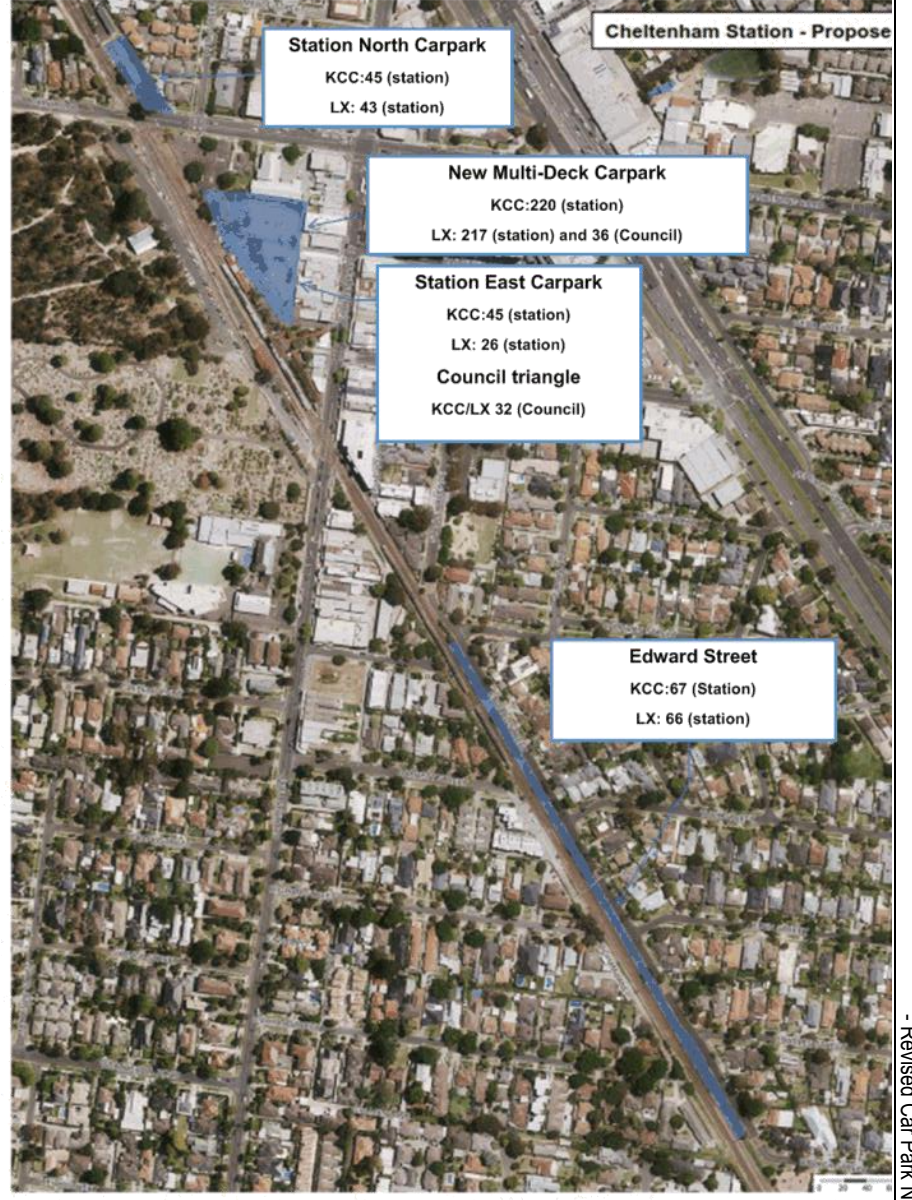 Cheltenham Station - Propose
Station North Carpark
KCC:45 (station)
LX: 43 (station)
New Multi-Deck Carpark
KCC:220 (station)
LX: 217 (station) and 36 (Council)
Station East Carpark
KCC:45 (station)
LX: 26 (station)
Council triangle
KCC/LX 32 (Council)
Edward Street
KCC:67 (Station)
LX: 66 (station)
- Revised Car Park